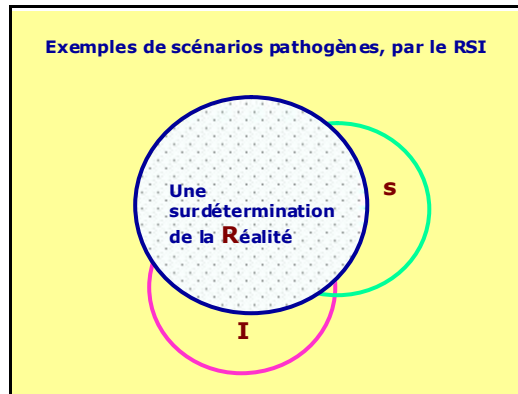 Exemples de scénarios pathogènes, par le RSI
Une
surdétermination
de la Réalité
s
I